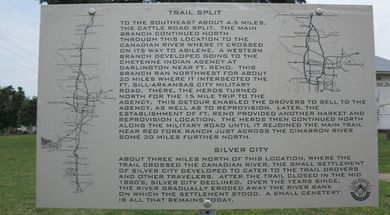 TRAIL SPLIT
TO THE SOUTHEAST ABOUT 4.5 MILES,
THE CATTLE ROAD SPLIT. THE MAIN
BRANCH CONTINUED NORTH
THROUGH THIS LOCATION TO THE
CANADIAN RIVER WHERE IT CROSSED
ON ITS WAY TO ABILENE. A WESTERN
BRANCH DEVELOPED GOING TO THE
CHEYENNE INDIAN AGENCY AT
DARLINGTON NEAR FT. RENO. THIS
BRANCH RAN NORTHWEST FOR ABOUT
20 MILES WHERE IT INTERSECTED THE
FT. SILL-ARKANSAS CITY MILITARY
ROAD. THERE, THE HERDS TURNED
NORTH FOR THE 15 MILE TRIP TO THE
AGENCY. THIS DETOUR ENABLED THE DROVERS TO SELL TO THE
AGENCY, AS WELL AS TO REPROVISION. LATER, THE
ESTABLISHMENT OF FT. RENO PROVIDED ANOTHER MARKET AND
REPROVISION LOCATION. THE HERDS THEN CONTINUED NORTH
ALONG THE MILITARY ROAD UNTIL IT REJOINED THE MAIN TRAIL
NEAR RED FORK RANCH JUST ACROSS THE CIMARRON RIVER
SOME 30 MILES FURTHER NORTH.
SILVER CITY
ABOUT THREE MILES NORTH OF THIS LOCATION, WHERE THE
TRAIL CROSSED THE CANADIAN RIVER, THE SMALL SETTLEMENT
OF SILVER CITY DEVELOPED TO CATER TO THE TRAIL DROVERS
AND OTHER TRAVELERS. AFTER THE TRAIL CLOSED IN THE MID
1880'S, SILVER CITY DECLINED. OVER THE YEARS SINCE,
THE RIVER GRADUALLY ERODED AWAY THE RIVER BANK
ON WHICH THE SETTLEMENT STOOD. A SMALL CEMETERY
IS ALL THAT REMAINS TODAY.